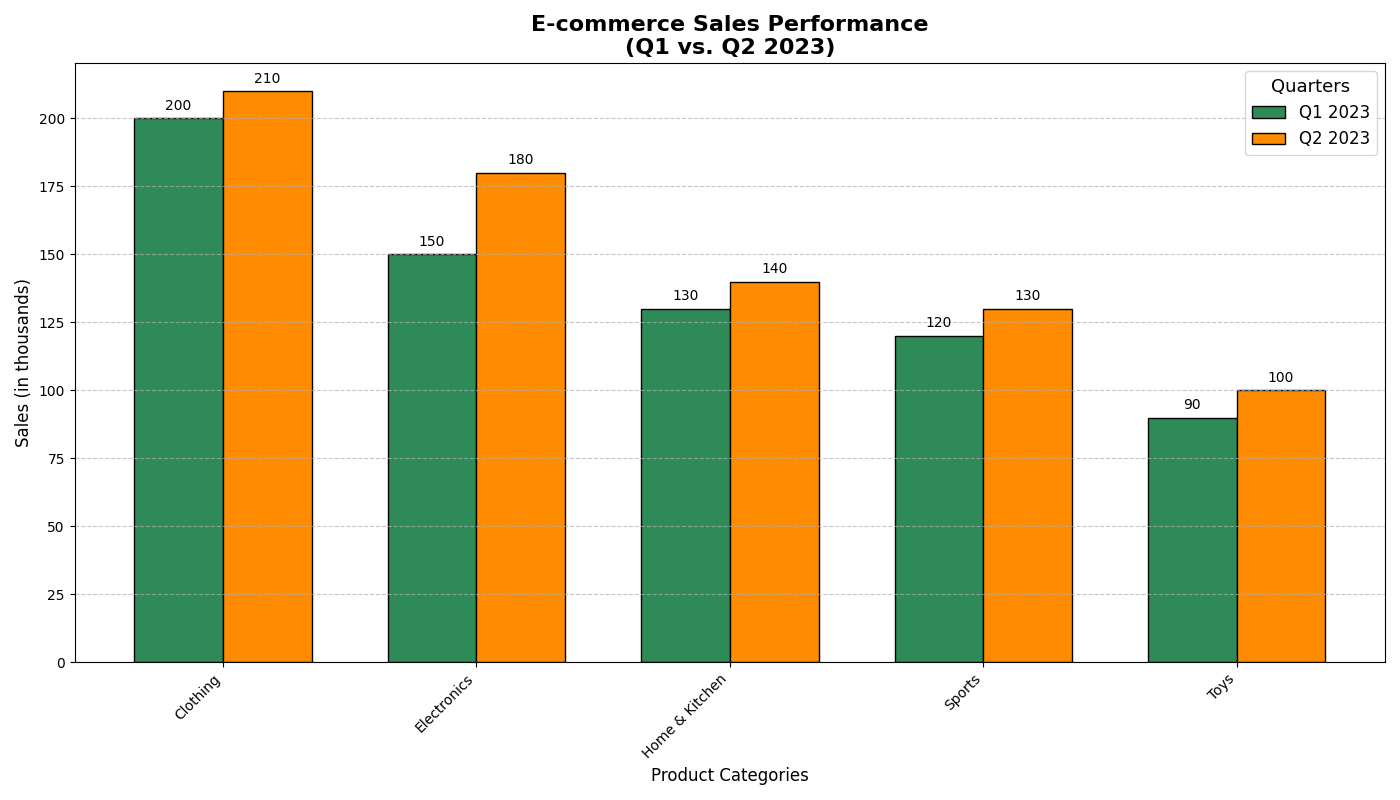 E-commerce Sales Performance
(Q1 vs. Q2 2023)
Quarters
Q1 2023
Q2 2023
Sales (in thousands)
200
175
150
125
100
75
50
25
0
200
210
150
180
130
140
120
130
90
100
Clothing
Electronics
Home & Kitchen
Sports
Toys
Product Categories